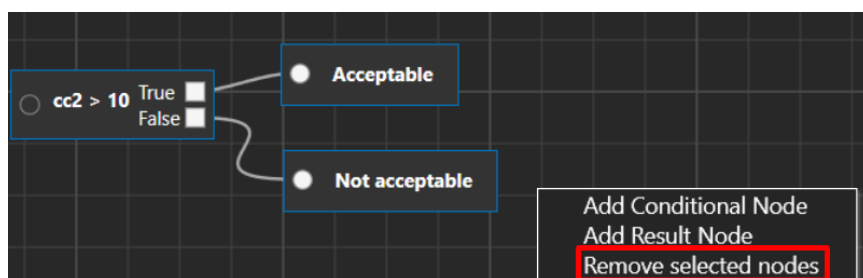 cc2 > 10
True
False
Acceptable
Not acceptable
Add Conditional Node
Add Result Node
Remove selected nodes